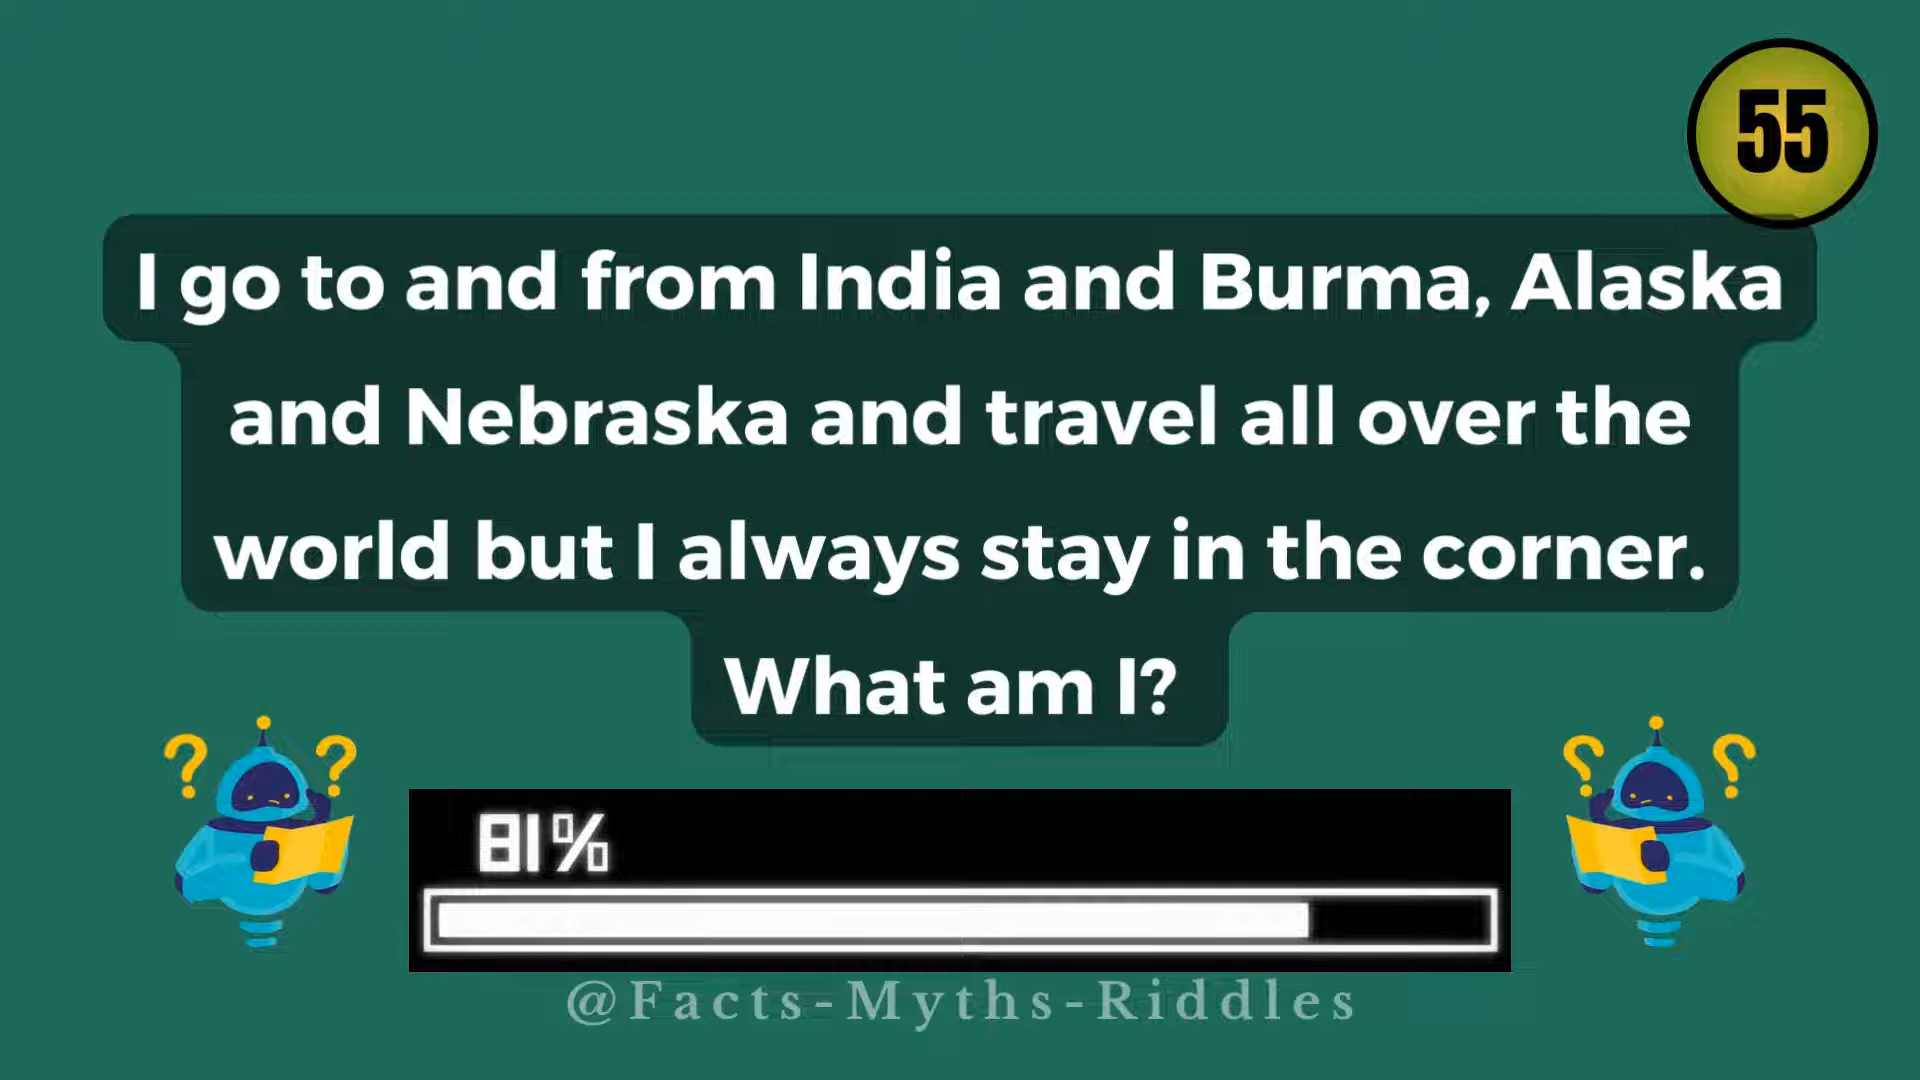 55
I go to and from India and Burma, Alaska
and Nebraska and travel all over the
world but I always stay in the corner.
What am I?
? ?
? ?
81%
@Facts-Myths-Riddles